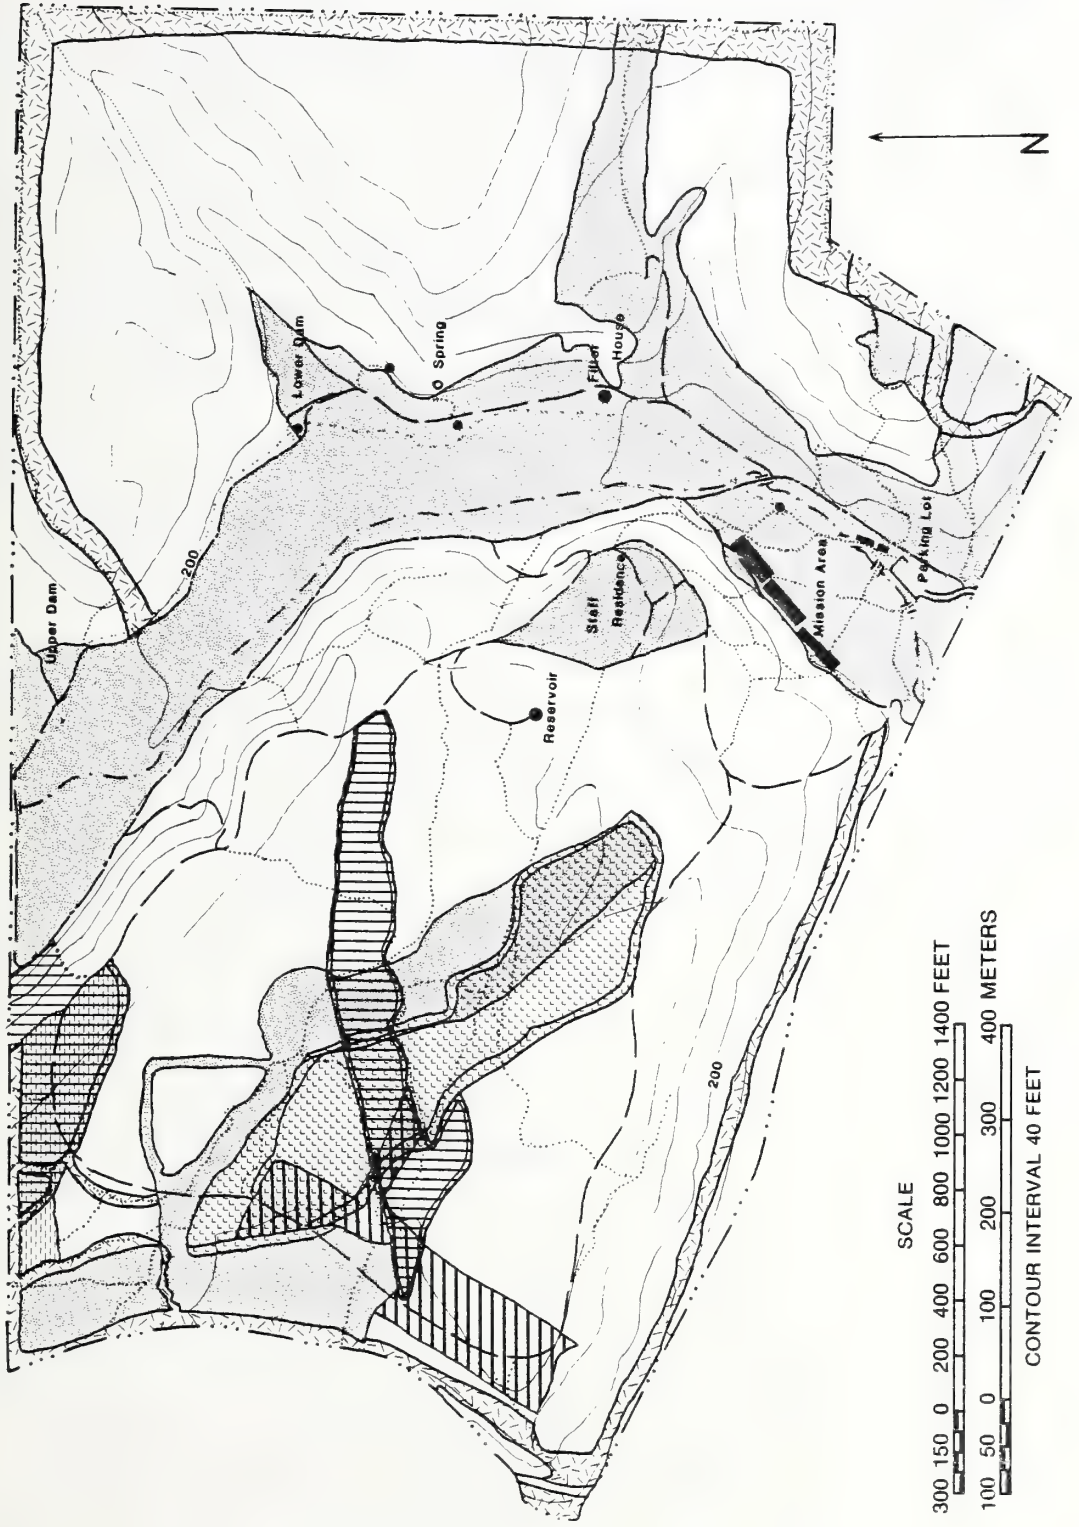 Upper Dam
200
Lower Dam
Spring
Filter
House
Staff
Residence
Reservoir
Mission Area
Parking Lot
N
200
SCALE
300 150 0 200 400 600 800 1000 1200 1400 FEET
100 50 0 100 200 300 400 METERS
CONTOUR INTERVAL 40 FEET